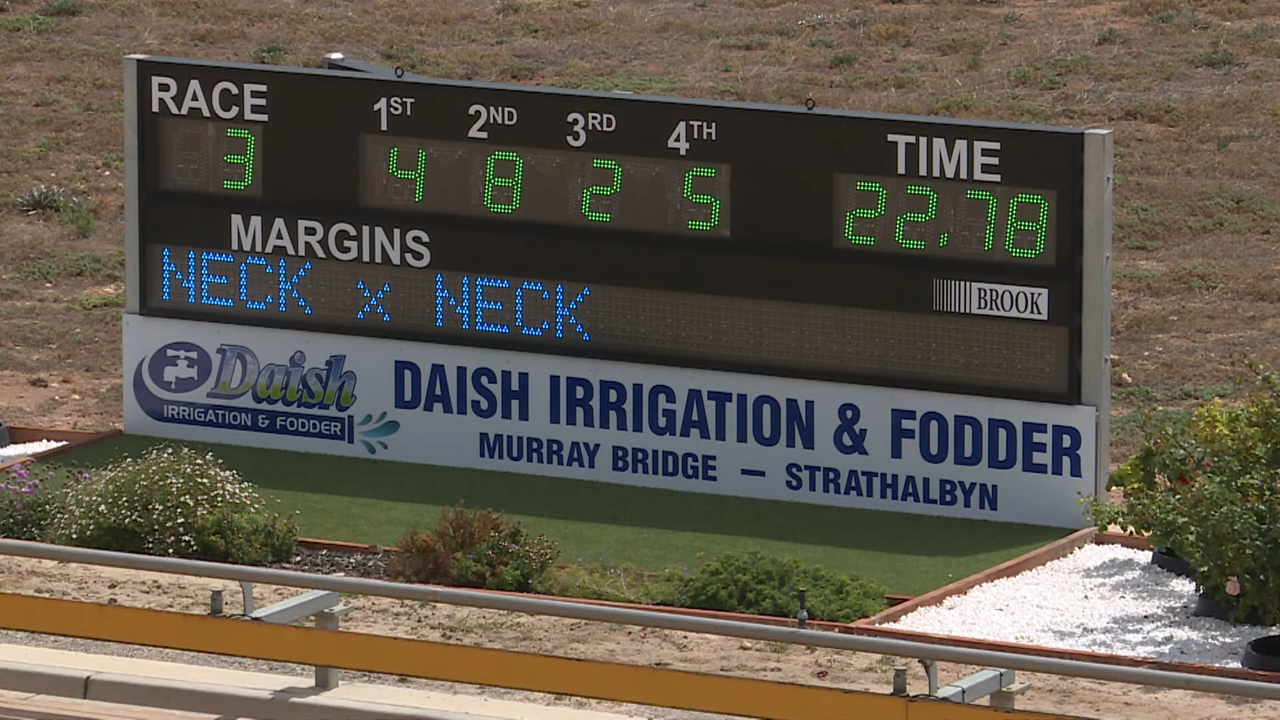 RACE 1ST 2ND 3RD 4TH TIME
3 4 8 2 5 22.78
MARGINS
NECK x NECK
BROOK
Daish
IRRIGATION & FODDER
DAISH IRRIGATION & FODDER
MURRAY BRIDGE – STRATHALBYN